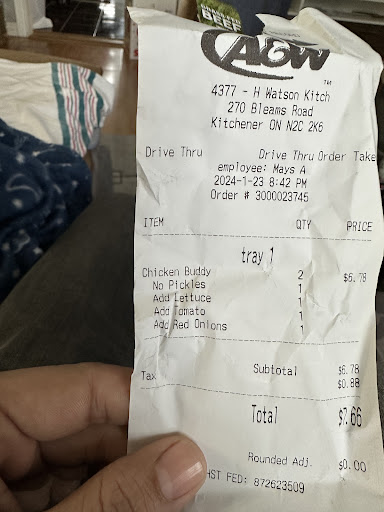 BEEF
A&W
TM
4377 - H Watson Kitch
270 Bleams Road
Kitchener ON N2C 2K6
Drive Thru Drive Thru Order Take
employee: Mays A
2024-1-23 8:42 PM
Order # 3000023745
ITEM QTY PRICE
tray 1
Chicken Buddy 2 $6.78
No Pickles 1
Add Lettuce 1
Add Tomato 1
Add Red Onions 1
Subtotal $6.78
Tax $0.88
Total $7.66
Rounded Adj. $0.00
HST FED: 872623509